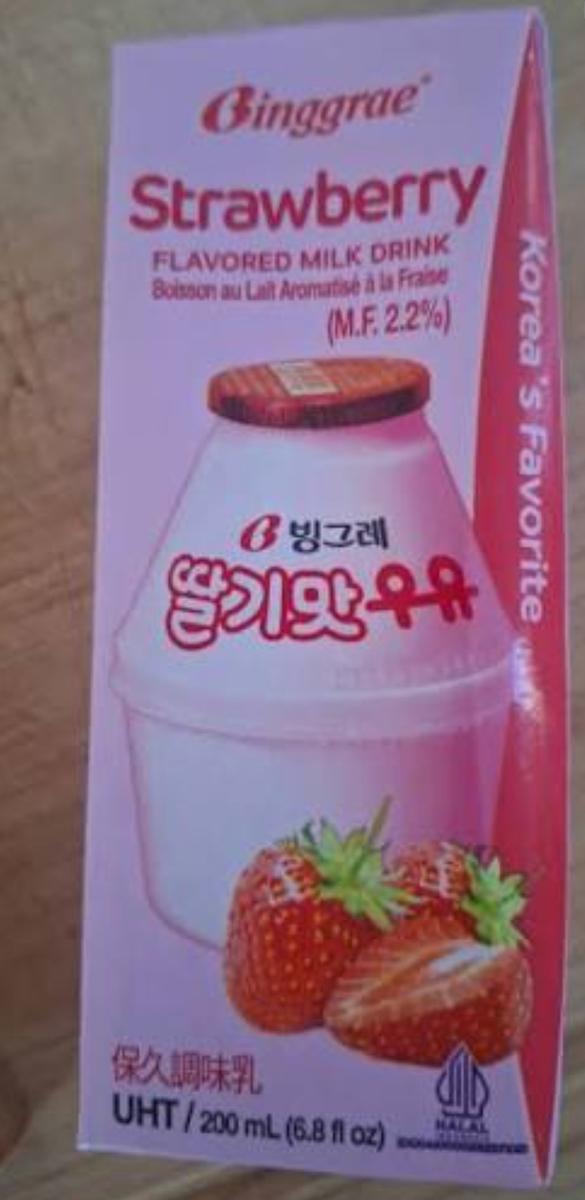 Binggrae
Strawberry
FLAVORED MILK DRINK
Boisson au Lait Aromatisé à la Fraise
(M.F. 2.2%)
빙그레
딸기맛우유
保久調味乳
UHT / 200 mL (6.8 fl oz)
HALAL
Korea's Favorite